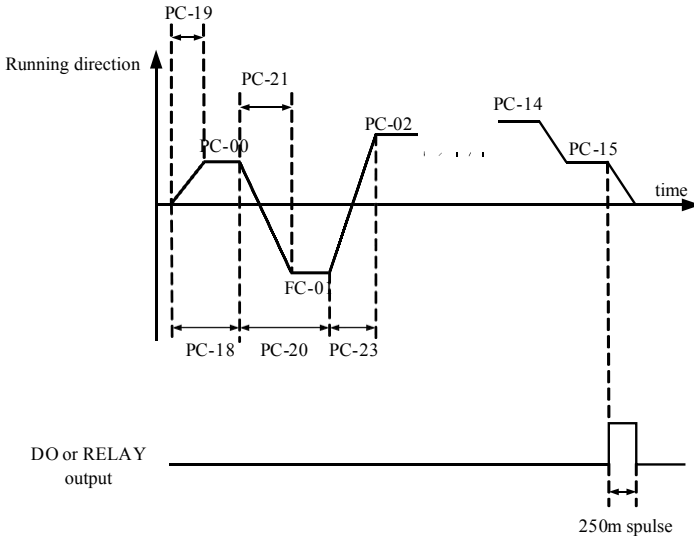 PC-19
Running direction
PC-21
PC-00
PC-02
PC-14
PC-15
time
FC-01
PC-18
PC-20
PC-23
DO or RELAY
output
250m spulse